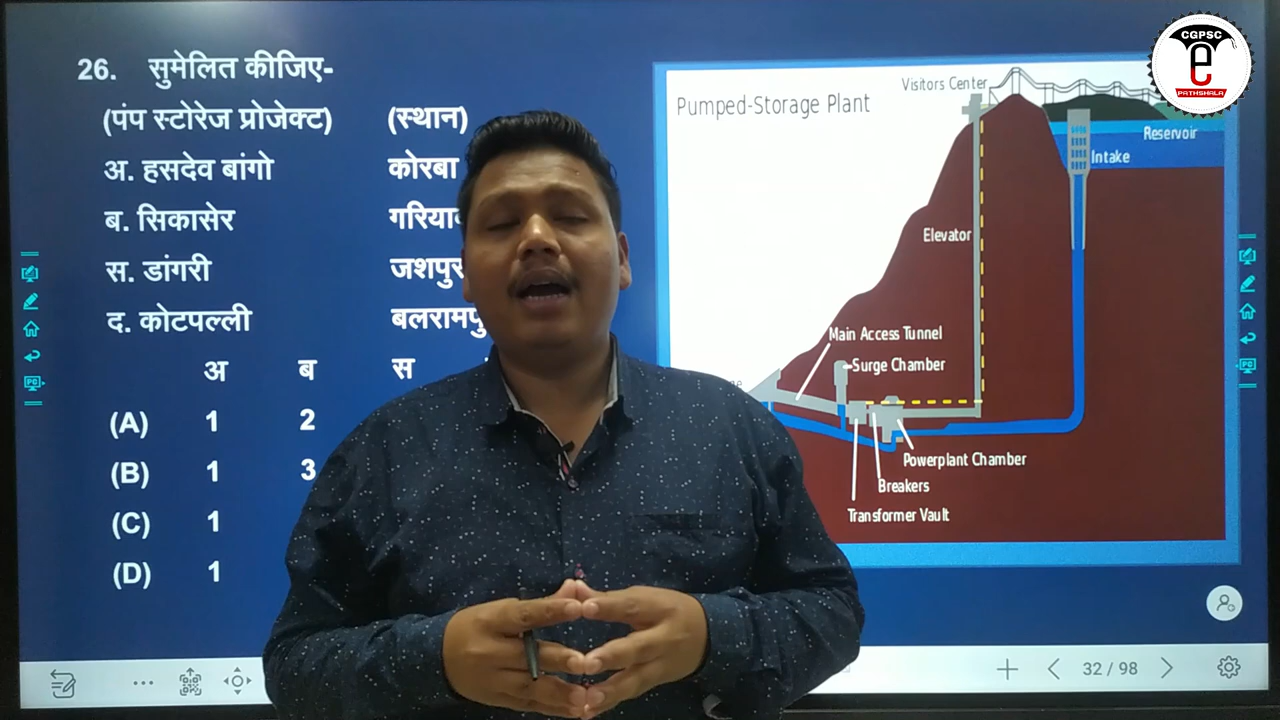 26. सुमेलित कीजिए-
(पंप स्टोरेज प्रोजेक्ट) (स्थान)
अ. हसदेव बांगो कोरबा
ब. सिकासेर
स. डांगरी
द. कोटपल्ली
अ ब स
(A) 1 2
(B) 1 3
(C) 1
(D) 1
Pumped-Storage Plant
Visitors Center
Reservoir
Intake
Elevator
Main Access Tunnel
Surge Chamber
Powerplant Chamber
Breakers
Transformer Vault
CGPSC
e
PATHSHALA
32 / 98